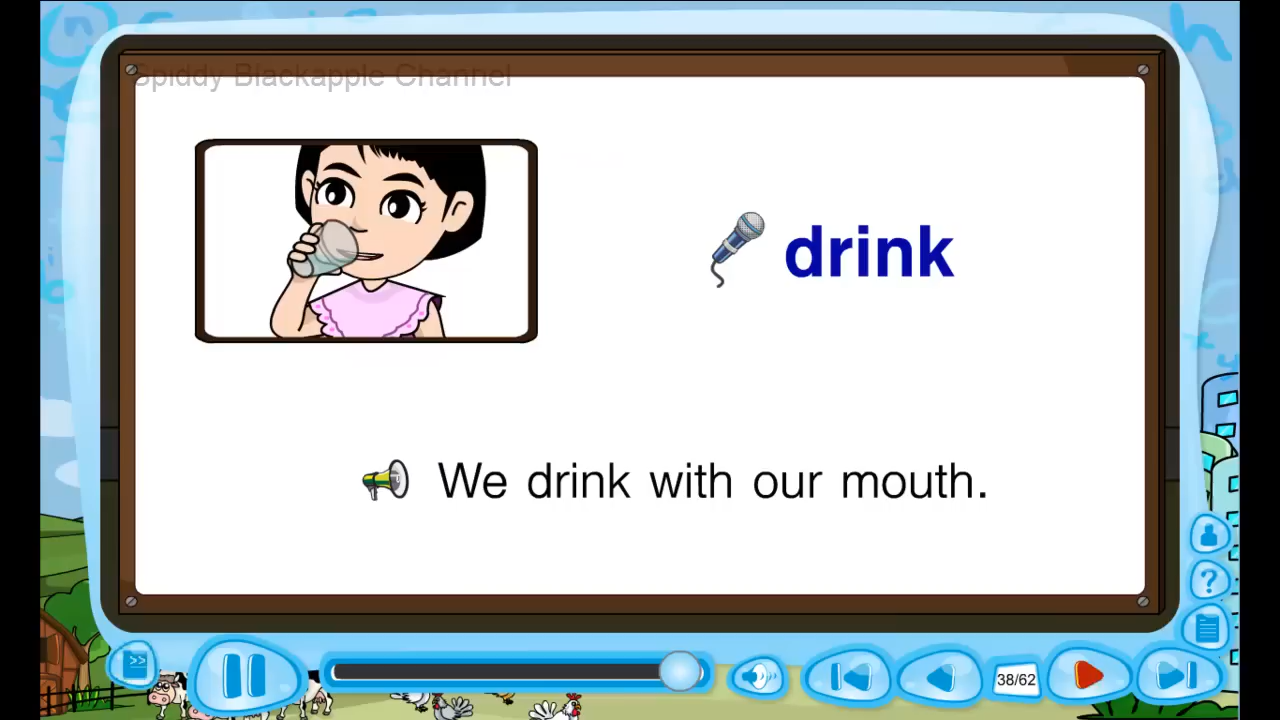 Spiddy Blackapple Channel
drink
We drink with our mouth.
38/62